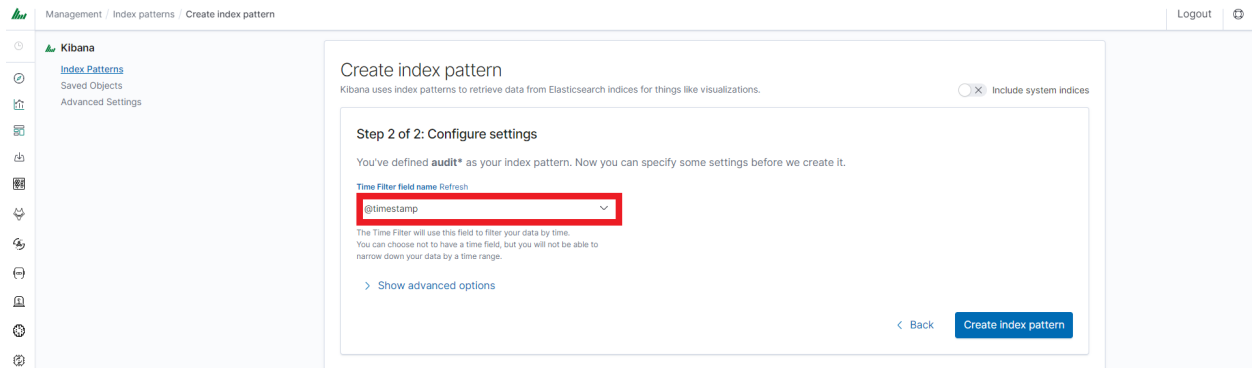 Management / Index patterns / Create index pattern
Logout
Kibana
Index Patterns
Saved Objects
Advanced Settings
Create index pattern
Kibana uses index patterns to retrieve data from Elasticsearch indices for things like visualizations.
Include system indices
Step 2 of 2: Configure settings
You've defined audit* as your index pattern. Now you can specify some settings before we create it.
Time Filter field name Refresh
@timestamp
The Time Filter will use this field to filter your data by time.
You can choose not to have a time field, but you will not be able to
narrow down your data by a time range.
Show advanced options
Back
Create index pattern